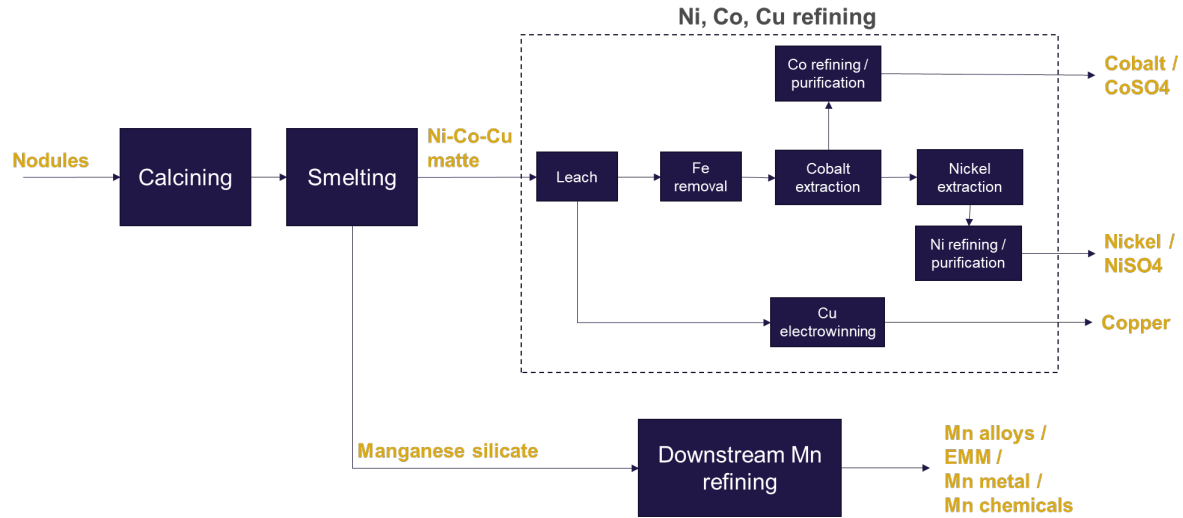 Ni, Co, Cu refining
Co refining /
purification
Cobalt /
CoSO4
Nodules
Calcining
Smelting
Ni-Co-Cu
matte
Leach
Fe
removal
Cobalt
extraction
Nickel
extraction
Ni refining /
purification
Nickel /
NiSO4
Cu
electrowinning
Copper
Manganese silicate
Downstream Mn
refining
Mn alloys /
EMM /
Mn metal /
Mn chemicals